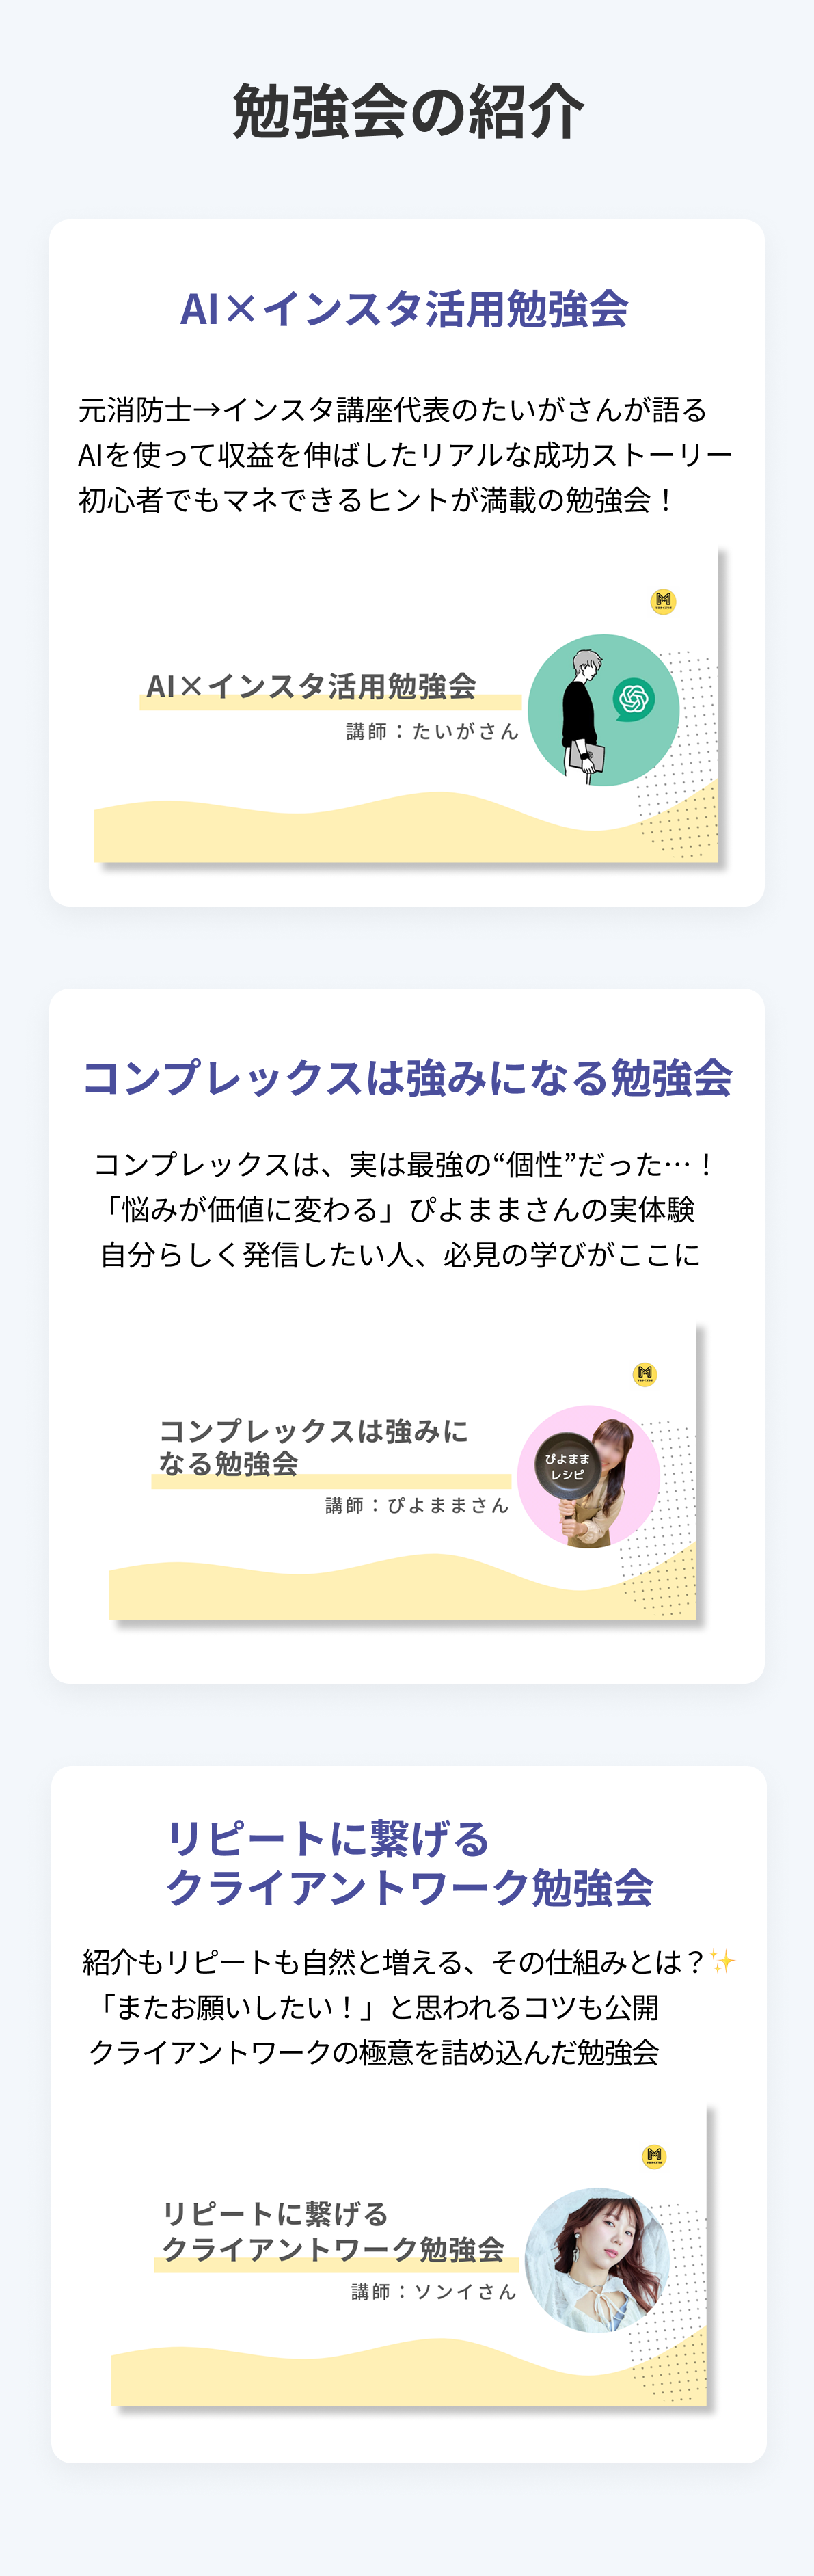 勉強会の紹介
AI×インスタ活用勉強会
元消防士→インスタ講座代表のたいがさんが語る
AIを使って収益を伸ばしたリアルな成功ストーリー
初心者でもマネできるヒントが満載の勉強会！
M
AI×インスタ活用勉強会
講師：たいがさん
コンプレックスは強みになる勉強会
コンプレックスは、実は最強の“個性”だった…！
「悩みが価値に変わる」ぴよままさんの実体験
自分らしく発信したい人、必見の学びがここに
M
コンプレックスは強みに
なる勉強会
ぴよまま
レシピ
講師：ぴよままさん
リピートに繋げる
クライアントワーク勉強会
紹介もリピートも自然と増える、その仕組みとは？✨
「またお願いしたい！」と思われるコツも公開
クライアントワークの極意を詰め込んだ勉強会
M
リピートに繋げる
クライアントワーク勉強会
講師：ソンイさん